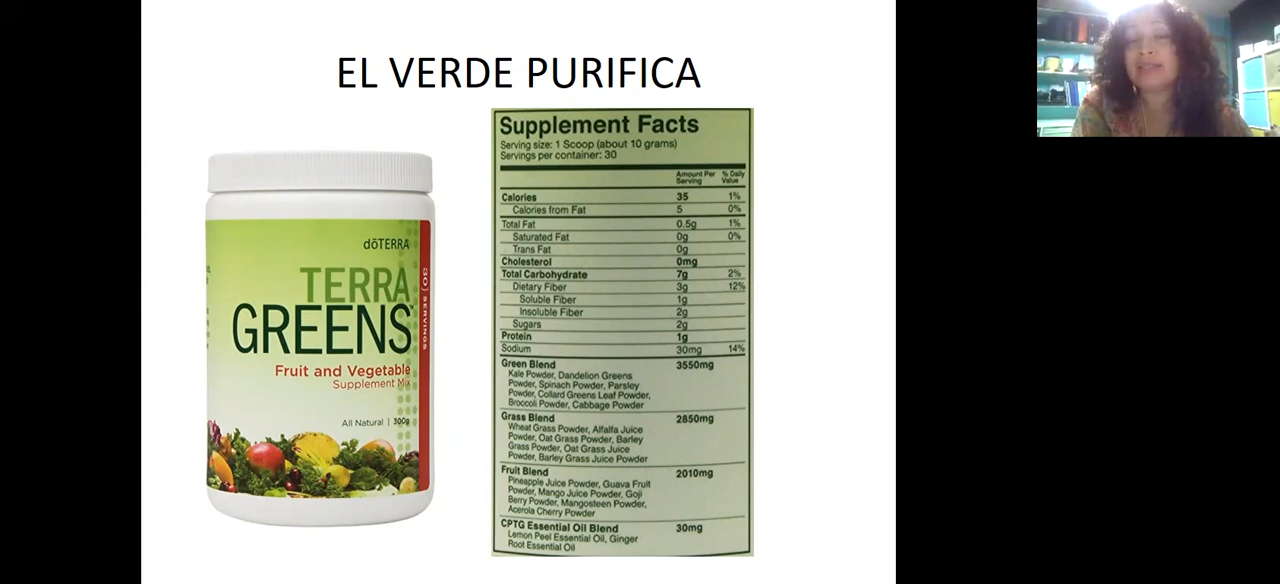 EL VERDE PURIFICA
dōTERRA
TERRA
GREENS
Fruit and Vegetable
Supplement Mix
All Natural | 300g
30 SERVINGS
Supplement Facts
Serving size: 1 Scoop (about 10 grams)
Servings per container: 30
Amount Per Serving % Daily Value
Calories 35 1%
Calories from Fat 5 0%
Total Fat 0.5g 1%
Saturated Fat 0g 0%
Trans Fat 0g
Cholesterol 0mg
Total Carbohydrate 7g 2%
Dietary Fiber 3g 12%
Soluble Fiber 1g
Insoluble Fiber 2g
Sugars 2g
Protein 1g
Sodium 30mg 14%
Green Blend 3550mg
Kale Powder, Dandelion Greens
Powder, Spinach Powder, Parsley
Powder, Collard Greens Leaf Powder,
Broccoli Powder, Cabbage Powder
Grass Blend 2850mg
Wheat Grass Powder, Alfalfa Juice
Powder, Oat Grass Powder, Barley
Grass Powder, Oat Grass Juice
Powder, Barley Grass Juice Powder
Fruit Blend 2010mg
Pineapple Juice Powder, Guava Fruit
Powder, Mango Juice Powder, Goji
Berry Powder, Mangosteen Powder,
Acerola Cherry Powder
CPTG Essential Oil Blend 30mg
Lemon Peel Essential Oil, Ginger
Root Essential Oil